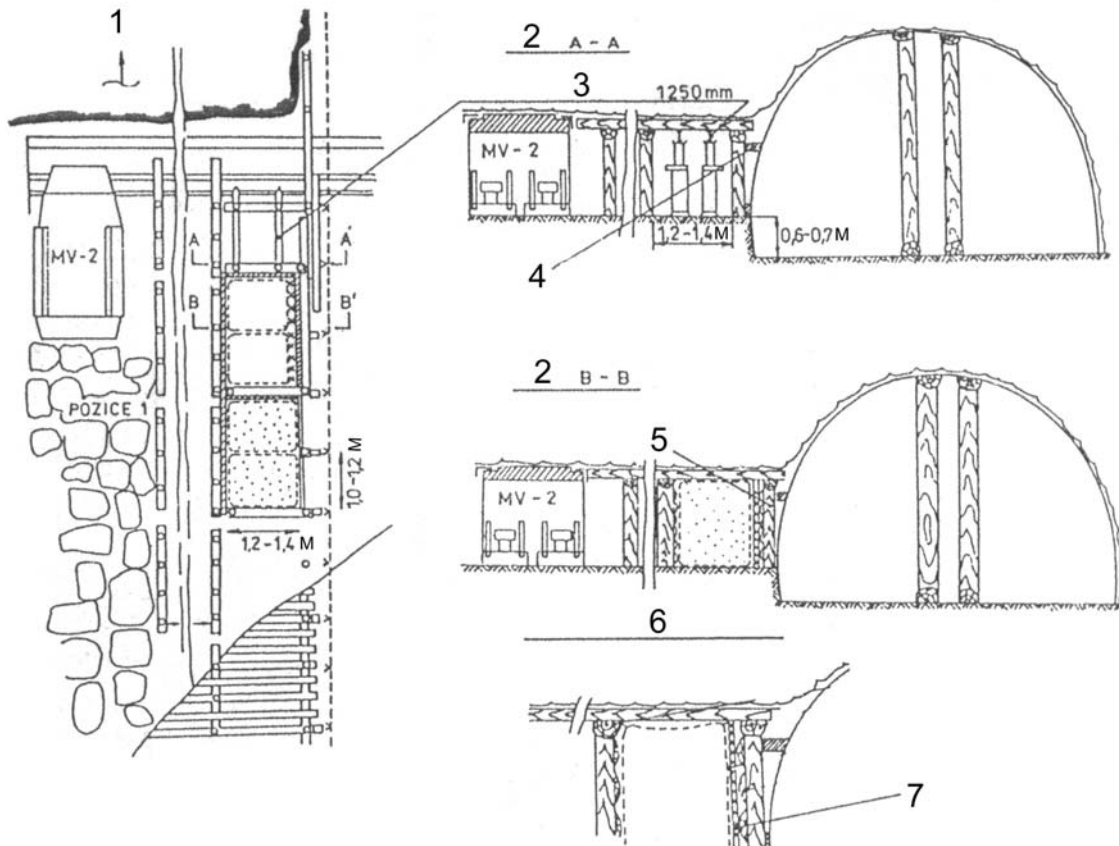 1
A
A'
MV-2
B
B'
POZICE 1
1,0-1,2 M
1,2-1,4 M
2 A - A
3
1250 mm
MV-2
1,2-1,4 M
0,6-0,7 M
4
2 B - B
5
MV-2
6
7